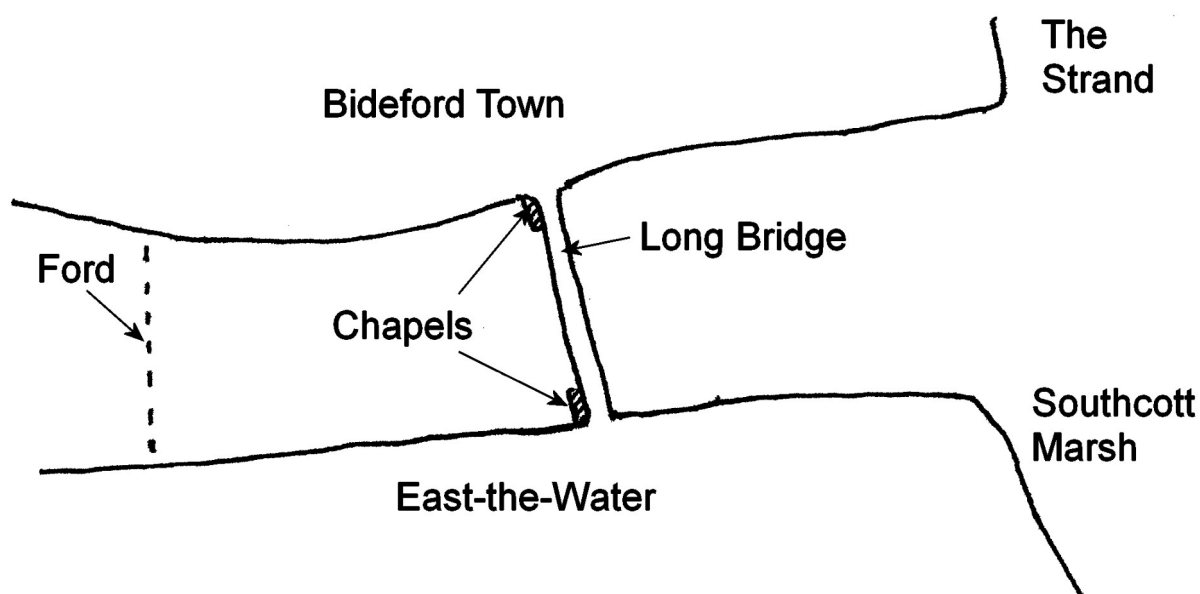 The
Strand
Bideford Town
Long Bridge
Ford
Chapels
Southcott
Marsh
East-the-Water